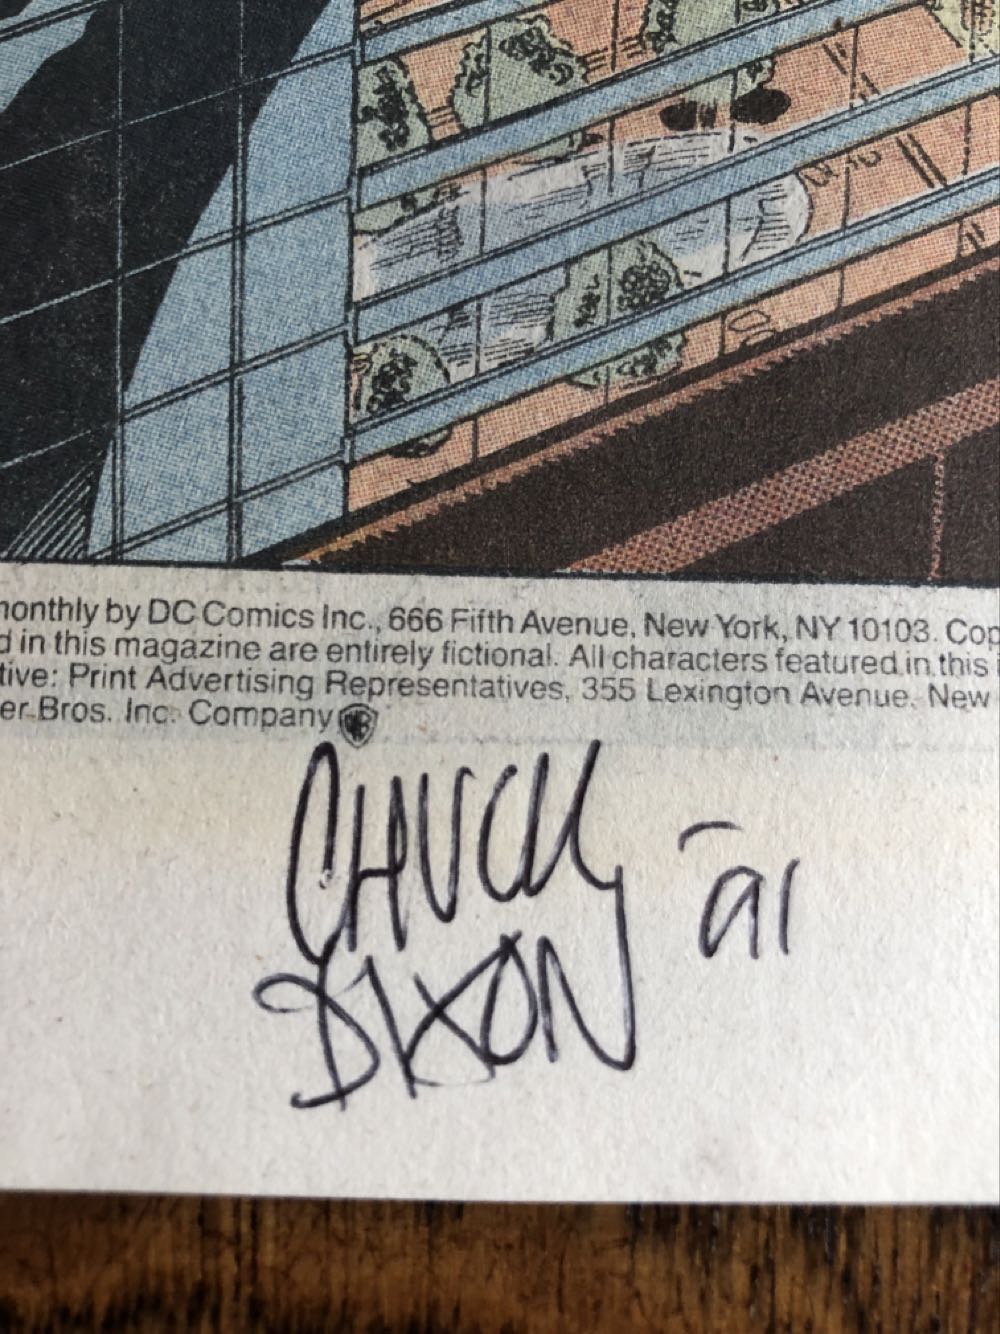 monthly by DC Comics Inc., 666 Fifth Avenue, New York, NY 10103. Cop
d in this magazine are entirely fictional. All characters featured in this
tive: Print Advertising Representatives, 355 Lexington Avenue. New
er Bros. Inc. Company
CHUCK
DIXON
-91